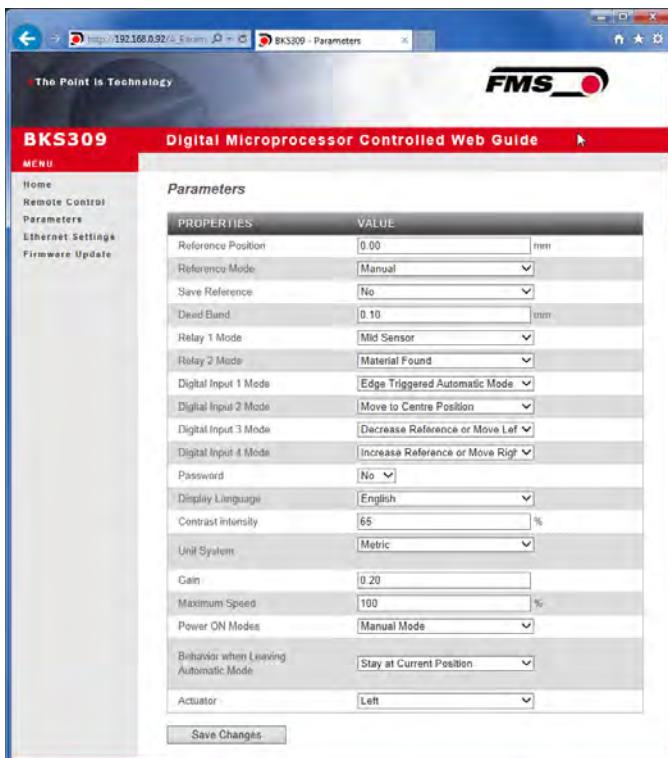 http://192.168.0.92/4_Param
BKS309 - Parameters
The Point is Technology
FMS
BKS309 Digital Microprocessor Controlled Web Guide
MENU
Home
Remote Control
Parameters
Ethernet Settings
Firmware Update
Parameters
PROPERTIES VALUE
Reference Position 0.00 mm
Reference Mode Manual
Save Reference No
Dead Band 0.10 mm
Relay 1 Mode Mid Sensor
Relay 2 Mode Material Found
Digital Input 1 Mode Edge Triggered Automatic Mode
Digital Input 2 Mode Move to Centre Position
Digital Input 3 Mode Decrease Reference or Move Lef
Digital Input 4 Mode Increase Reference or Move Righ
Password No
Display Language English
Contrast intensity 65 %
Unit System Metric
Gain 0.20
Maximum Speed 100 %
Power ON Modes Manual Mode
Behavior when Leaving
Automatic Mode Stay at Current Position
Actuator Left
Save Changes